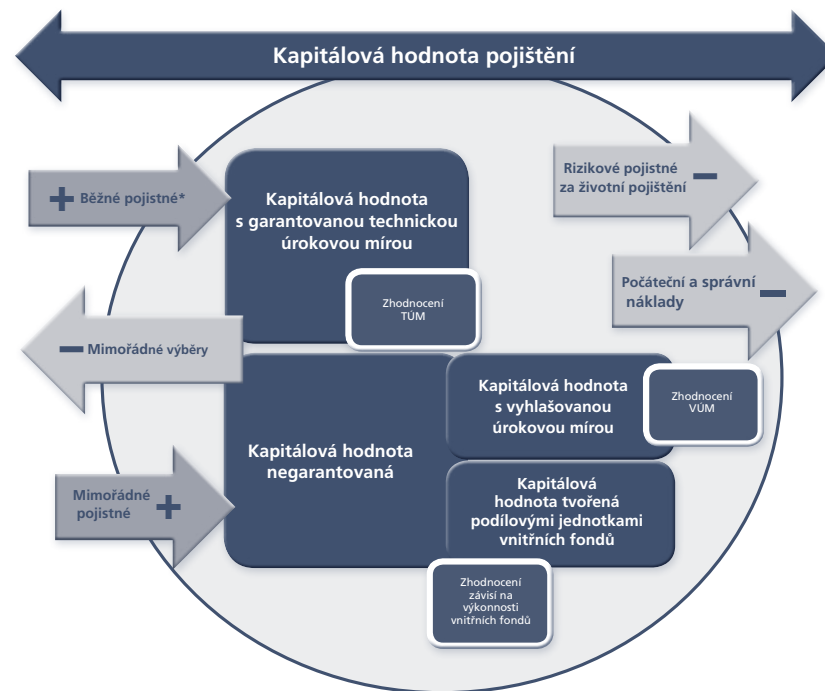 Kapitálová hodnota pojištění
+ Běžné pojistné*
Kapitálová hodnota
s garantovanou technickou
úrokovou mírou
Zhodnocení
TÚM
Rizikové pojistné
za životní pojištění –
Počáteční a správní
náklady –
– Mimořádné výběry
Kapitálová hodnota
negarantovaná
Kapitálová hodnota
s vyhlašovanou
úrokovou mírou
Zhodnocení
VÚM
Mimořádné
pojistné +
Kapitálová
hodnota tvořená
podílovými jednotkami
vnitřních fondů
Zhodnocení
závisí na
výkonnosti
vnitřních fondů